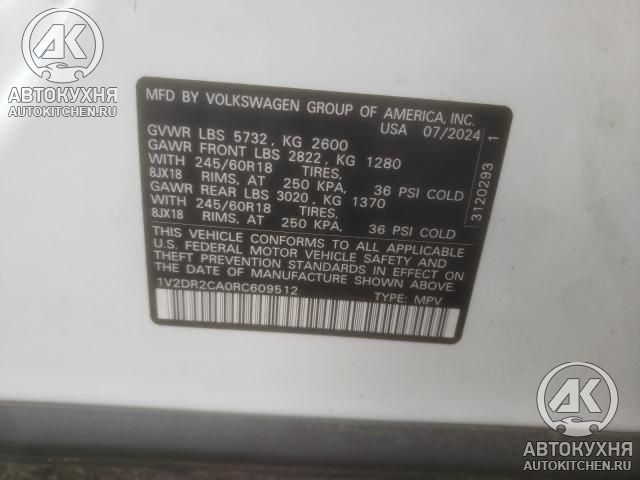 АК
АВТОКУХНЯ
AUTOKITCHEN.RU
MFD BY VOLKSWAGEN GROUP OF AMERICA, INC.
USA 07/2024
GVWR LBS 5732, KG 2600
GAWR FRONT LBS 2822, KG 1280
WITH 245/60R18 TIRES,
8JX18 RIMS, AT 250 KPA, 36 PSI COLD
GAWR REAR LBS 3020, KG 1370
WITH 245/60R18 TIRES,
8JX18 RIMS, AT 250 KPA, 36 PSI COLD
THIS VEHICLE CONFORMS TO ALL APPLICABLE
U.S. FEDERAL MOTOR VEHICLE SAFETY AND
THEFT PREVENTION STANDARDS IN EFFECT ON
THE DATE OF MANUFACTURE SHOWN ABOVE.
1V2DR2CA0RC609512
TYPE: MPV
3120293 1
АК
АВТОКУХНЯ
AUTOKITCHEN.RU